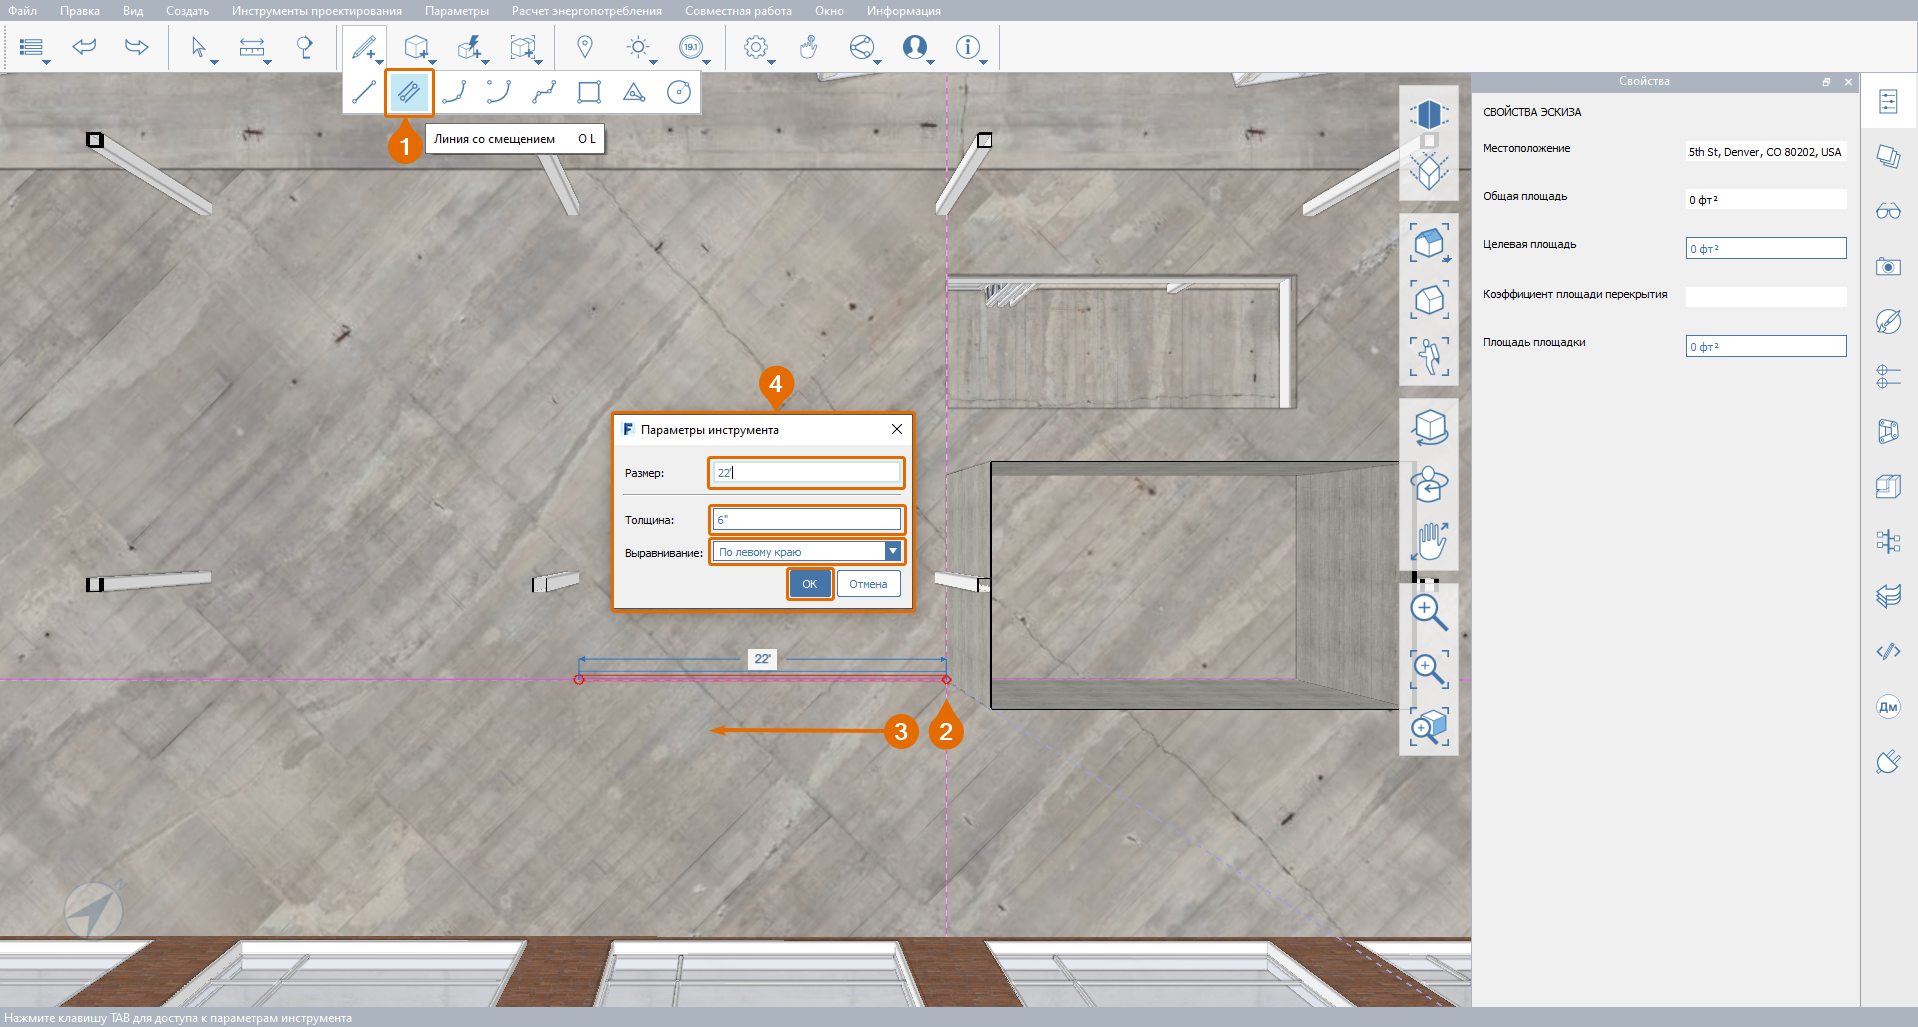 Файл Правка Вид Создать Инструменты проектирования Параметры Расчет энергопотребления Совместная работа Окно Информация
19.1
Свойства
Линия со смещением O L
1
СВОЙСТВА ЭСКИЗА
Местоположение 5th St, Denver, CO 80202, USA
Общая площадь 0 фт²
Целевая площадь 0 фт²
Коэффициент площади перекрытия
Площадь площадки 0 фт²
4
Параметры инструмента
Размер: 22'
Толщина: 6"
Выравнивание: По левому краю
OK Отмена
22'
3
2
Дм
Нажмите клавишу TAB для доступа к параметрам инструмента